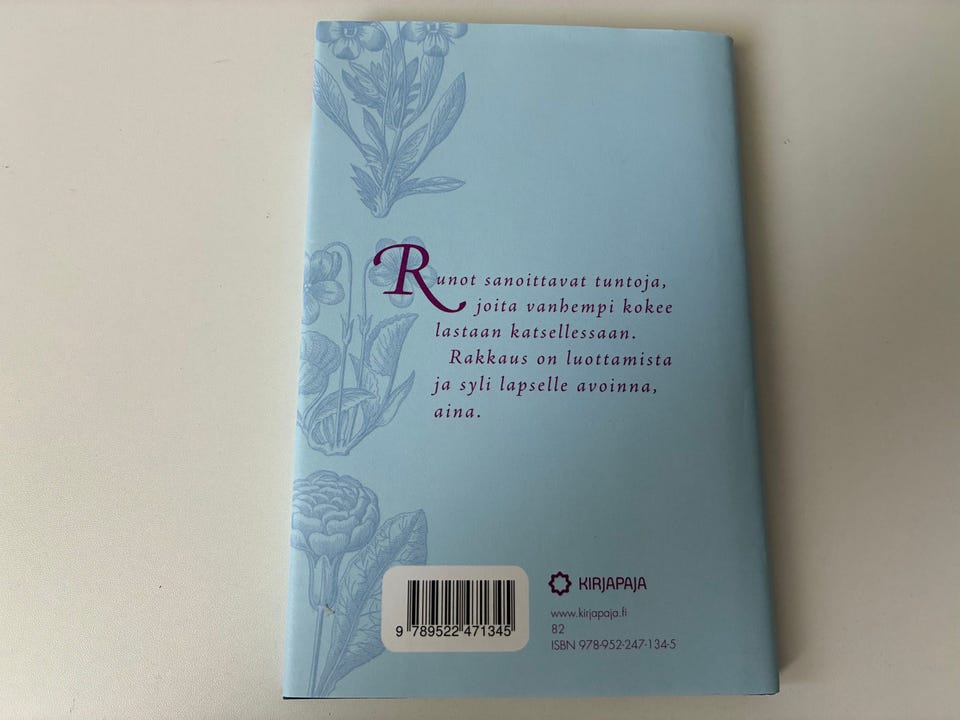 Runot sanoittavat tuntoja,
joita vanhempi kokee
lastaan katsellessaan.
Rakkaus on luottamista
ja syli lapselle avoinna,
aina.
KIRJAPAJA
www.kirjapaja.fi
82
ISBN 978-952-247-134-5
9 789522 471345